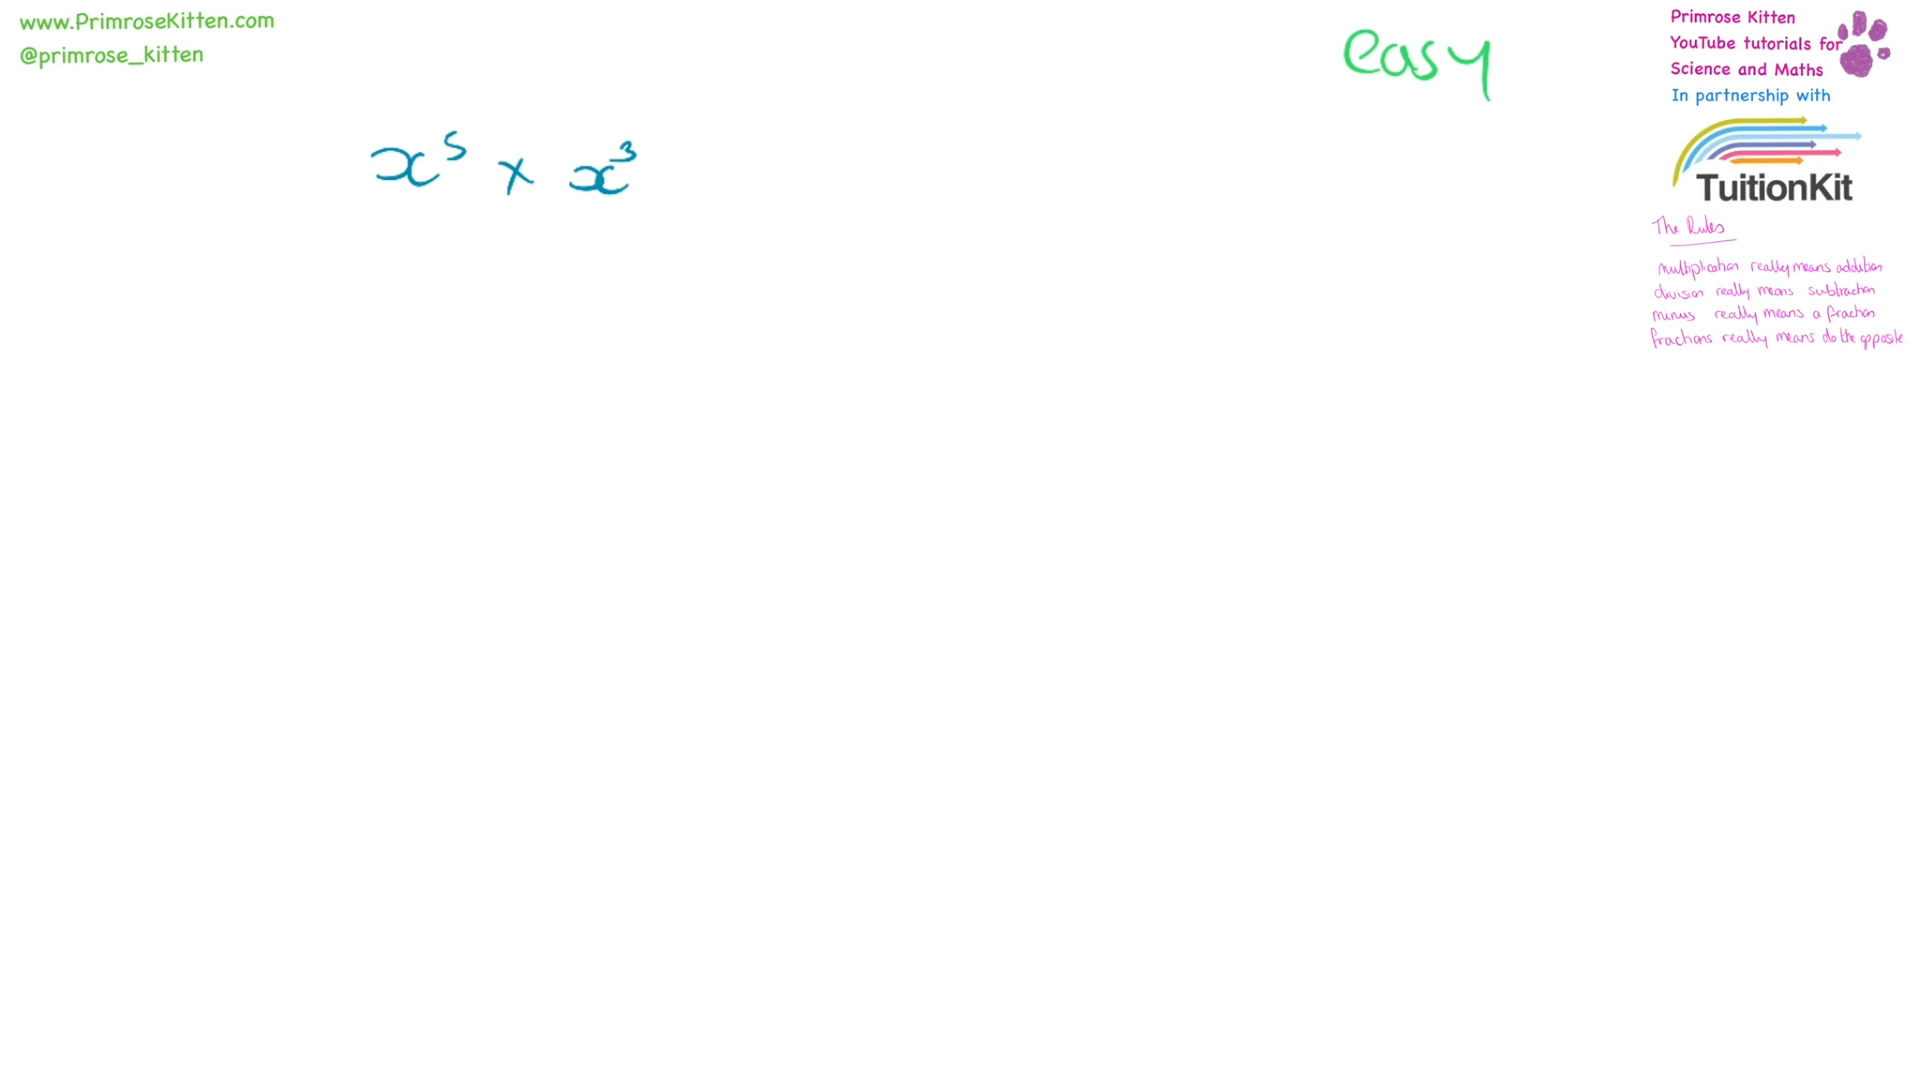 www.PrimroseKitten.com
@primrose_kitten
easy
x⁵ × x³
Primrose Kitten
YouTube tutorials for
Science and Maths
In partnership with
TuitionKit
The Rules
multiplication really means addition
division really means subtraction
minus really means a fraction
fractions really means do the opposite.